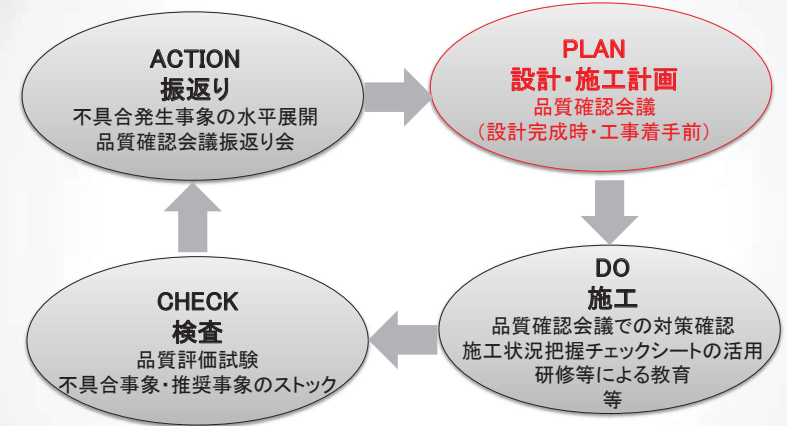 ACTION
振返り
不具合発生事象の水平展開
品質確認会議振返り会
PLAN
設計・施工計画
品質確認会議
(設計完成時・工事着手前)
DO
施工
品質確認会議での対策確認
施工状況把握チェックシートの活用
研修等による教育
等
CHECK
検査
品質評価試験
不具合事象・推奨事象のストック